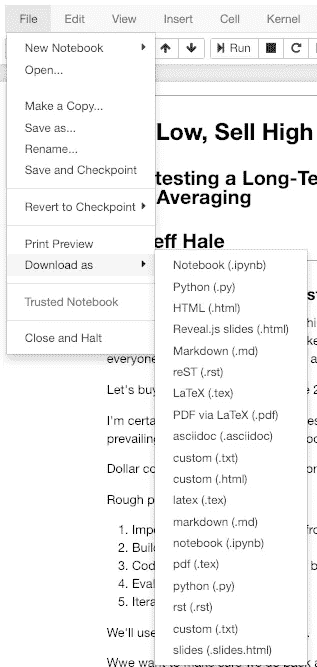 File Edit View Insert Cell Kernel
Run
New Notebook
Open...
Make a Copy...
Save as...
Rename...
Save and Checkpoint
Revert to Checkpoint
Print Preview
Download as
Trusted Notebook
Close and Halt
Low, Sell High
testing a Long-Te
Averaging
eff Hale
Notebook (.ipynb)
Python (.py)
HTML (.html)
Reveal.js slides (.html)
Markdown (.md)
reST (.rst)
LaTeX (.tex)
PDF via LaTeX (.pdf)
asciidoc (.asciidoc)
custom (.txt)
custom (.html)
latex (.tex)
markdown (.md)
notebook (.ipynb)
pdf (.tex)
python (.py)
rst (.rst)
custom (.txt)
slides (.slides.html)
everyone
Let's buy
I'm certa
prevailing
Dollar co
Rough p
1. Impo
2. Build
3. Cod
4. Eval
5. Itera
We'll use
Wwe want to make sure we go back a